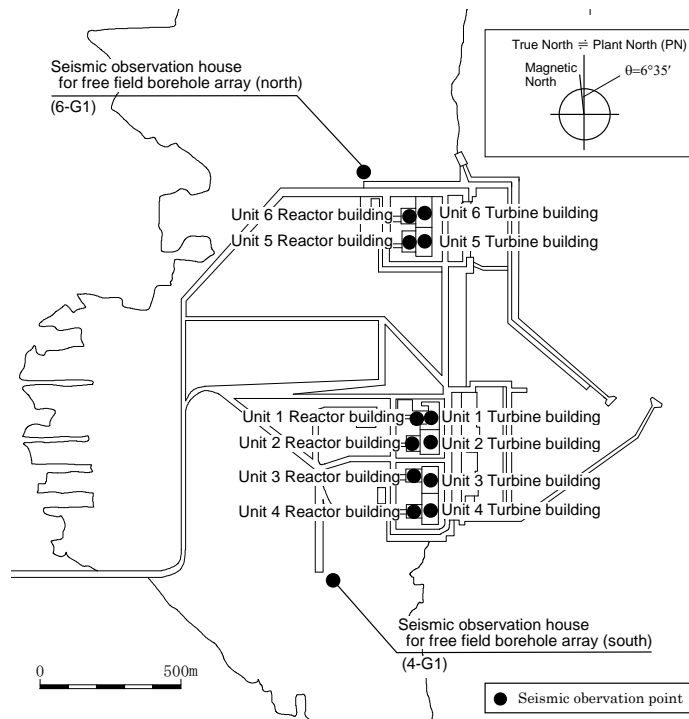 True North ≓ Plant North (PN)
Magnetic
North
θ=6°35′
Seismic observation house
for free field borehole array (north)
(6-G1)
Unit 6 Reactor building
Unit 6 Turbine building
Unit 5 Reactor building
Unit 5 Turbine building
Unit 1 Reactor building
Unit 1 Turbine building
Unit 2 Reactor building
Unit 2 Turbine building
Unit 3 Reactor building
Unit 3 Turbine building
Unit 4 Reactor building
Unit 4 Turbine building
Seismic observation house
for free field borehole array (south)
(4-G1)
0 500m
Seismic obervation point